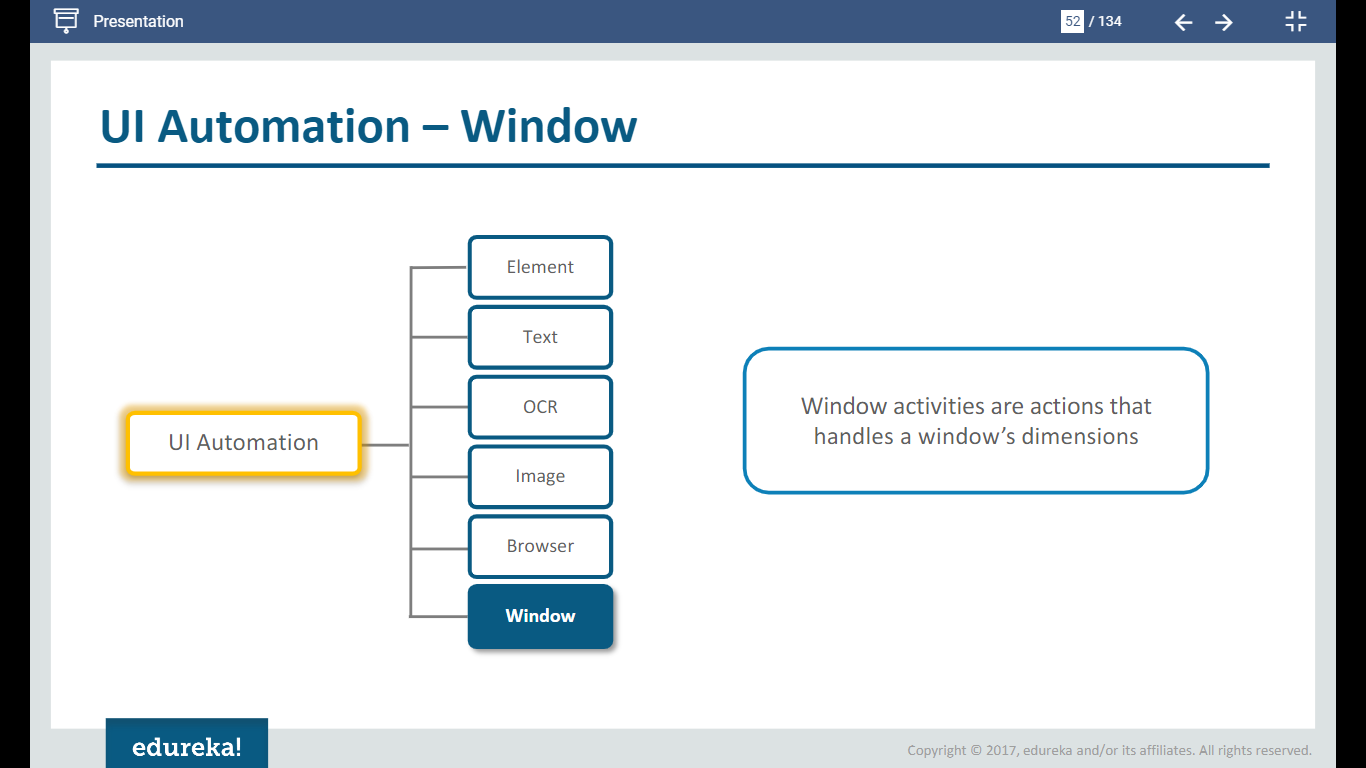 Presentation
52 / 134
UI Automation – Window
Element
Text
OCR
Image
Browser
Window
UI Automation
Window activities are actions that
handles a window’s dimensions
edureka!
Copyright © 2017, edureka and/or its affiliates. All rights reserved.